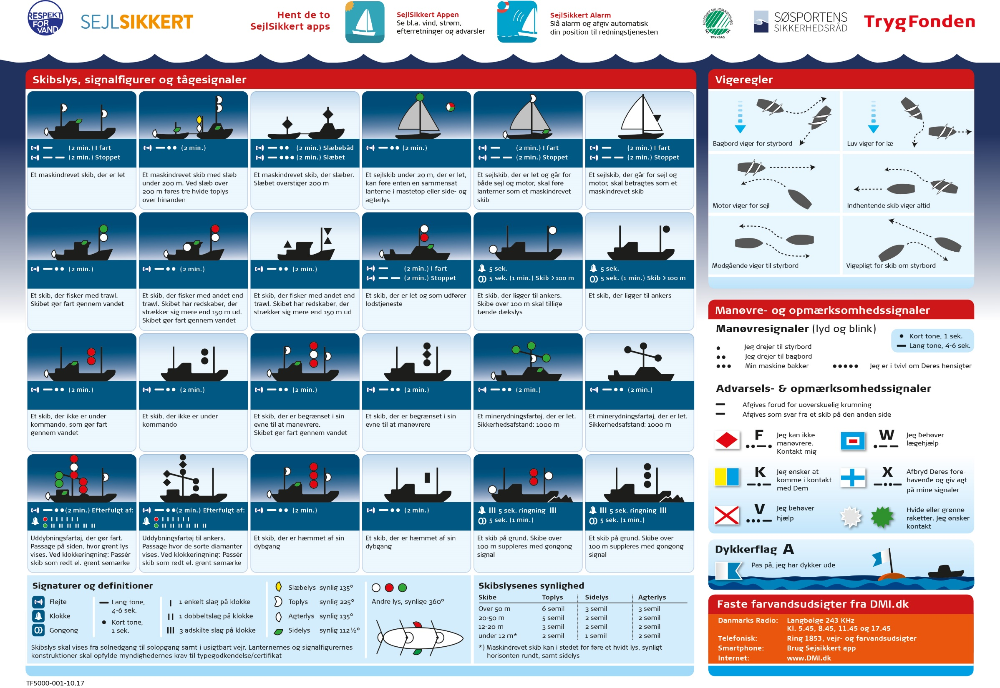 RESPEKT
FOR
VAND
SEJLSIKKERT
Hent de to
SejlSikkert apps
SejlSikkert Appen
Se bl.a. vind, strøm,
efterretninger og advarsler
SejlSikkert Alarm
Slå alarm og afgiv automatisk
din position til redningstjenesten
NORDISK MILJØMÆRKNING
541 194
TRYKSAG
SØSPORTENS
SIKKERHEDSRÅD
TrygFonden
Skibslys, signalfigurer og tågesignaler
(2 min.) I fart
(2 min.) Stoppet
Et maskindrevet skib, der er let
(2 min.)
Et maskindrevet skib med slæb
under 200 m. Ved slæb over
200 m føres tre hvide toplys
over hinanden
(2 min.) Slæbebåd
(2 min.) Slæbet
Et maskindrevet skib, der slæber.
Slæbet overstiger 200 m
(2 min.)
Et sejlskib under 20 m, der er let,
kan føre enten en sammensat
lanterne i mastetop eller side- og
agterlys
(2 min.) I fart
(2 min.) Stoppet
Et sejlskib, der er let og går for
både sejl og motor, skal føre
lanterner som et maskindrevet
skib
(2 min.) I fart
(2 min.) Stoppet
Et sejlskib, der går for sejl og
motor, skal betragtes som et
maskindrevet skib
(2 min.)
Et skib, der fisker med trawl.
Skibet gør fart gennem vandet
(2 min.)
Et skib, der fisker med andet end
trawl. Skibet har redskaber, der
strækker sig mere end 150 m ud.
Skibet gør fart gennem vandet
(2 min.)
Et skib, der fisker med andet end
trawl. Skibet har redskaber, der
strækker sig mere end 150 m ud
(2 min.) I fart
(2 min.) Stoppet
Et skib, der er let og som udfører
lodstjeneste
5 sek.
5 sek. (1 min.) Skib >100 m
Et skib, der ligger til ankers.
Skibe over 100 m skal tillige
tænde dækslys
5 sek.
5 sek. (1 min.) Skib >100 m
Et skib, der ligger til ankers
(2 min.)
Et skib, der ikke er under
kommando, som gør fart
gennem vandet
(2 min.)
Et skib, der ikke er under
kommando
(2 min.)
Et skib, der er begrænset i sin
evne til at manøvrere.
Skibet gør fart gennem vandet
(2 min.)
Et skib, der er begrænset i sin
evne til at manøvrere
(2 min.)
Et minerydningsfartøj, der er let.
Sikkerhedsafstand: 1000 m
(2 min.)
Et minerydningsfartøj, der er let.
Sikkerhedsafstand: 1000 m
(2 min.) Efterfulgt af:
Uddybningsfartøj, der gør fart.
Passage på siden, hvor grønt lys
vises. Ved klokkeringning: Passér
skib som rødt el. grønt sømærke
(2 min.) Efterfulgt af:
Uddybningsfartøj til ankers.
Passage hvor de sorte diamanter
vises. Ved klokkeringning: Passér
skib som rødt el. grønt sømærke
(2 min.)
Et skib, der er hæmmet af sin
dybgang
(2 min.)
Et skib, der er hæmmet af sin
dybgang
5 sek. ringning
5 sek. (1 min.)
Et skib på grund. Skibe over
100 m suppleres med gongong
signal
5 sek. ringning
5 sek. (1 min.)
Et skib på grund. Skibe over
100 m suppleres med gongong
signal
Signaturer og definitioner
Fløjte
Klokke
Gongong
Lang tone,
4-6 sek.
Kort tone,
1 sek.
1 enkelt slag på klokke
1 dobbeltslag på klokke
3 adskilte slag på klokke
Slæbelys synlig 135°
Toplys synlig 225°
Agterlys synlig 135°
Sidelys synlig 112½°
Andre lys, synlige 360°
Skibslys skal vises fra solnedgang til solopgang samt i usigtbart vejr. Lanternernes og signalfigurernes
konstruktioner skal opfylde myndighedernes krav til typegodkendelse/certifikat
Skibslysenes synlighed
Skibe Toplys Sidelys Agterlys
Over 50 m 6 sømil 3 sømil 3 sømil
20-50 m 5 sømil 2 sømil 2 sømil
12-20 m 3 sømil 2 sømil 2 sømil
under 12 m* 2 sømil 1 sømil 2 sømil
*) Maskindrevet skib kan i stedet for føre et hvidt lys, synligt
horisonten rundt, samt sidelys
Vigeregler
Bagbord viger for styrbord
Luv viger for læ
Motor viger for sejl
Indhentende skib viger altid
Modgående viger til styrbord
Vigepligt for skib om styrbord
Manøvre- og opmærksomhedssignaler
Manøvresignaler (lyd og blink)
Kort tone, 1 sek.
Lang tone, 4-6 sek.
Jeg drejer til styrbord
Jeg drejer til bagbord
Min maskine bakker
Jeg er i tvivl om Deres hensigter
Advarsels- & opmærksomhedssignaler
Afgives forud for uoverskuelig krumning
Afgives som svar fra et skib på den anden side
F
Jeg kan ikke
manøvrere.
Kontakt mig
W
Jeg behøver
lægehjælp
K
Jeg ønsker at
komme i kontakt
med Dem
X
Afbryd Deres fore-
havende og giv agt
på mine signaler
V
Jeg behøver
hjælp
Hvide eller grønne
raketter. Jeg ønsker
kontakt
Dykkerflag A
Pas på, jeg har dykker ude
Faste farvandsudsigter fra DMI.dk
Danmarks Radio: Langbølge 243 KHz
Kl. 5.45, 8.45, 11.45 og 17.45
Telefonisk: Ring 1853, vejr- og farvandsudsigter
Smartphone: Brug Sejsikkert app
Internet: www.DMI.dk
TF5000-001-10.17